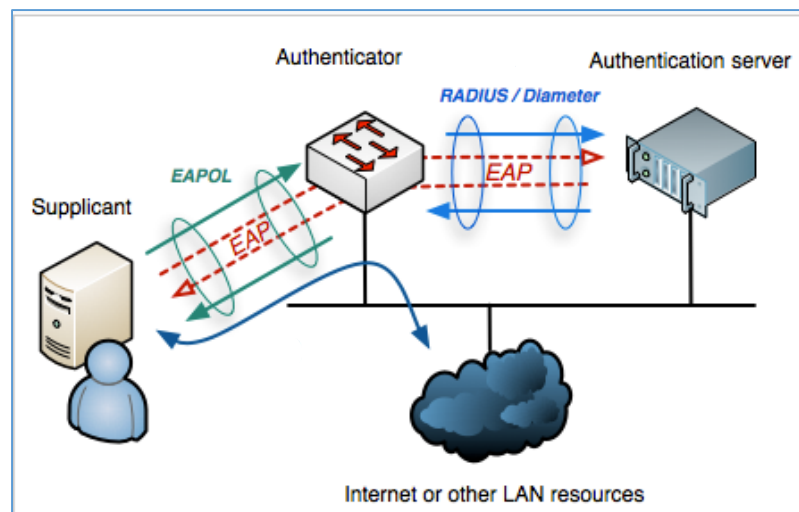 Authenticator
Authentication server
RADIUS / Diameter
EAPOL
EAP
Supplicant
EAP
Internet or other LAN resources